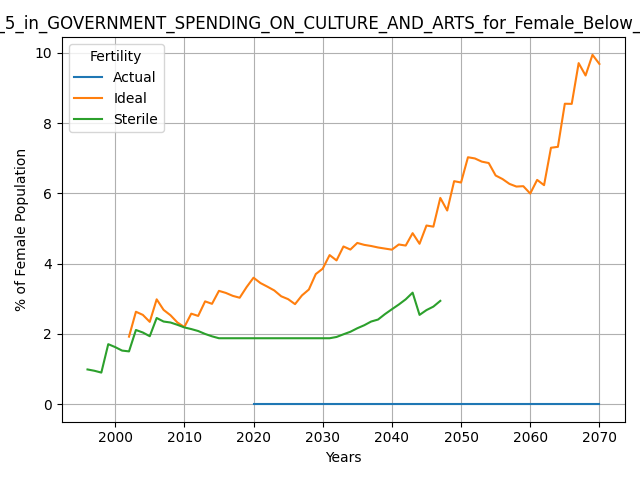 _5_in_GOVERNMENT_SPENDING_ON_CULTURE_AND_ARTS_for_Female_Below_
Fertility
Actual
Ideal
Sterile
% of Female Population
10
8
6
4
2
0
2000 2010 2020 2030 2040 2050 2060 2070
Years